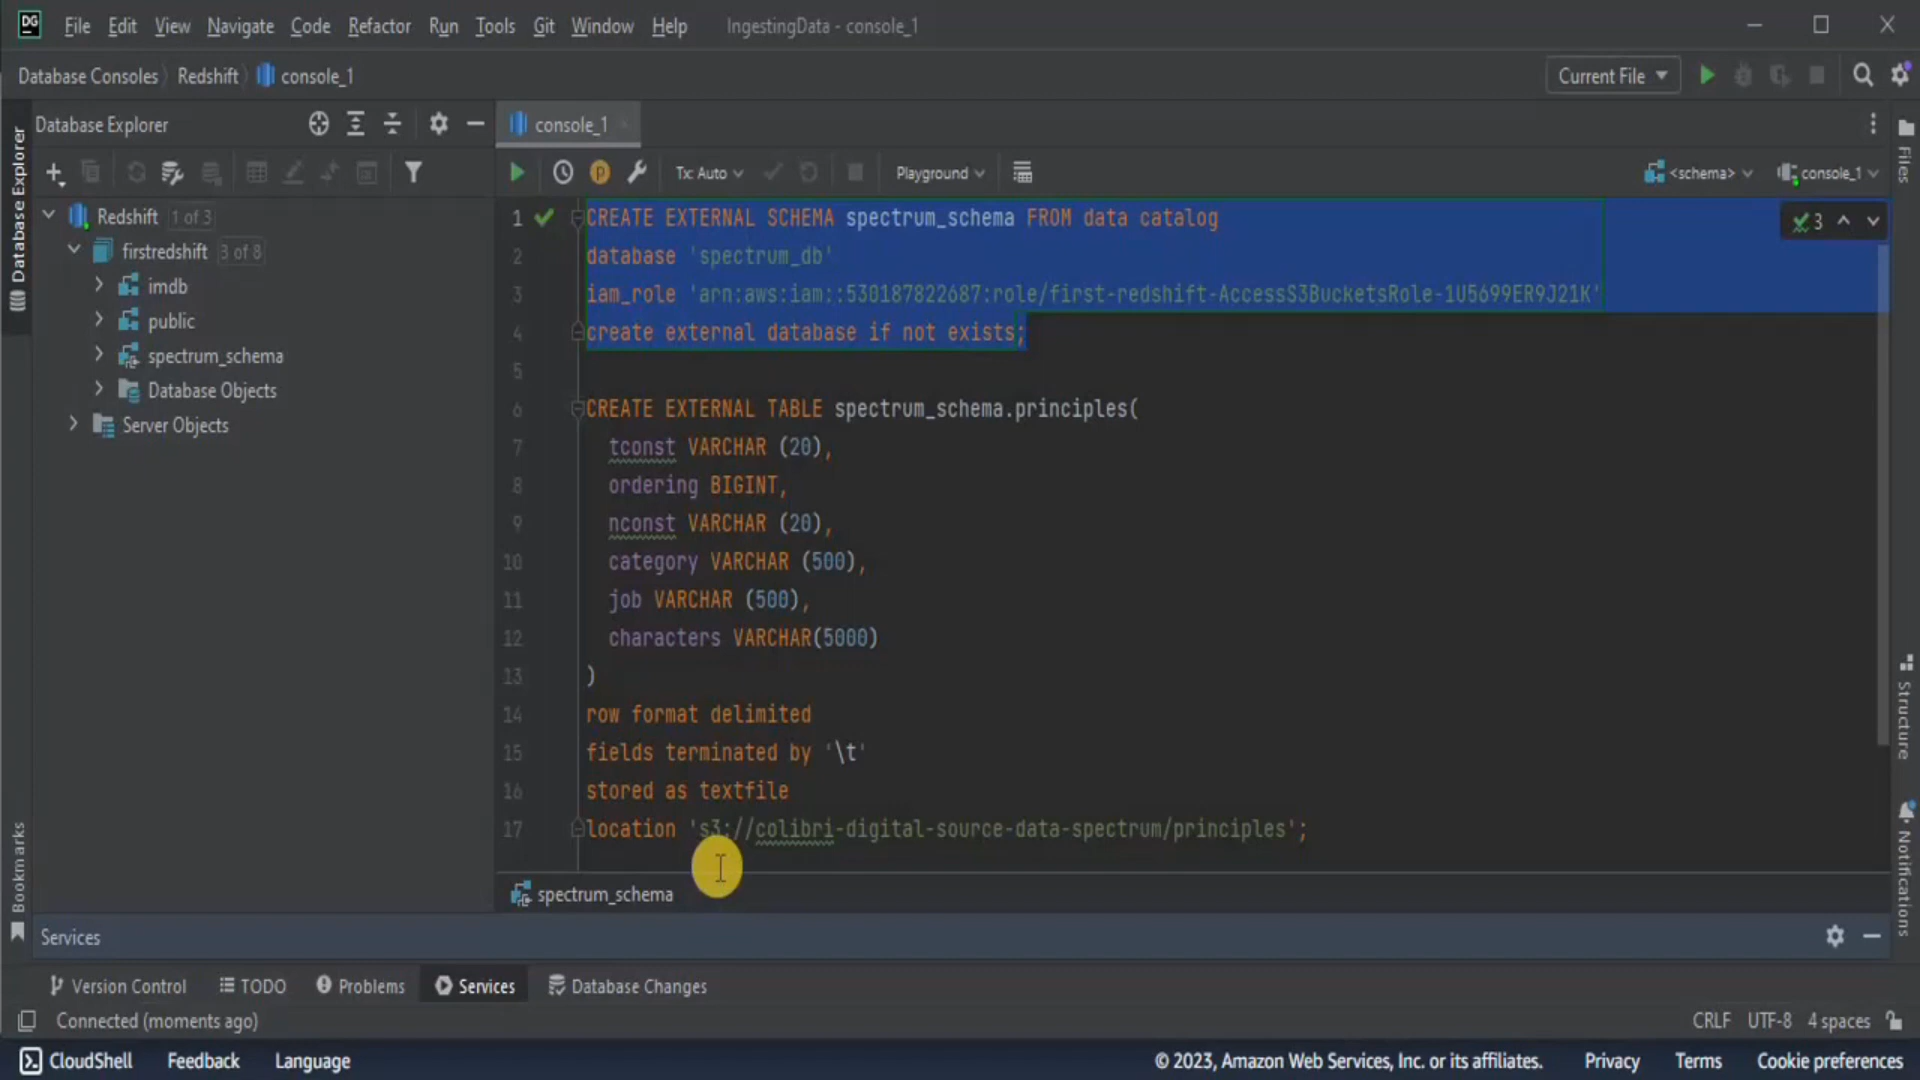 DG File Edit View Navigate Code Refactor Run Tools Git Window Help IngestingData - console_1
Database Consoles Redshift console_1 Current File
Database Explorer console_1
Tx: Auto Playground <schema> console_1
Redshift 1 of 3
firstredshift 3 of 8
imdb
public
spectrum_schema
Database Objects
Server Objects
1 CREATE EXTERNAL SCHEMA spectrum_schema FROM data catalog
2 database 'spectrum_db'
3 iam_role 'arn:aws:iam::530187822687:role/first-redshift-AccessS3BucketsRole-1U5699ER9J21K'
4 create external database if not exists;
5
6 CREATE EXTERNAL TABLE spectrum_schema.principles(
7 tconst VARCHAR (20),
8 ordering BIGINT,
9 nconst VARCHAR (20),
10 category VARCHAR (500),
11 job VARCHAR (500),
12 characters VARCHAR(5000)
13 )
14 row format delimited
15 fields terminated by '\t'
16 stored as textfile
17 location 's3://colibri-digital-source-data-spectrum/principles';
3
spectrum_schema
Database Explorer
Bookmarks
Files
Structure
Notifications
Services
Version Control TODO Problems Services Database Changes
Connected (moments ago) CRLF UTF-8 4 spaces
CloudShell Feedback Language © 2023, Amazon Web Services, Inc. or its affiliates. Privacy Terms Cookie preferences